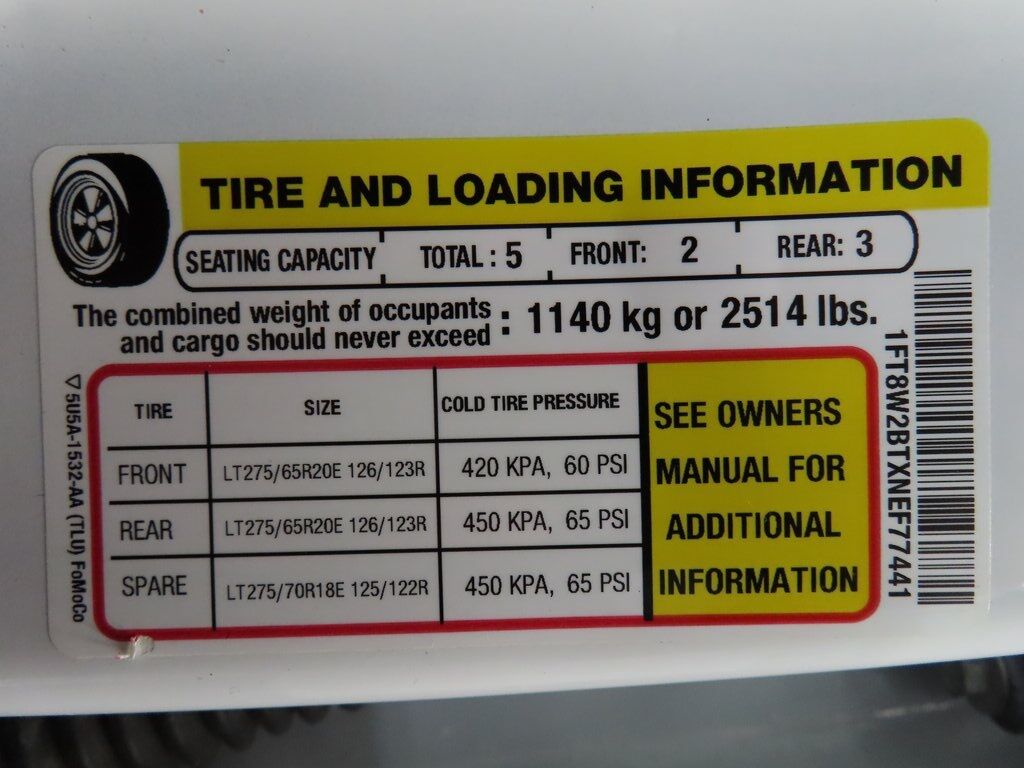 TIRE AND LOADING INFORMATION
SEATING CAPACITY TOTAL : 5 FRONT: 2 REAR: 3
The combined weight of occupants
and cargo should never exceed : 1140 kg or 2514 lbs.
TIRE SIZE COLD TIRE PRESSURE
FRONT LT275/65R20E 126/123R 420 KPA, 60 PSI
REAR LT275/65R20E 126/123R 450 KPA, 65 PSI
SPARE LT275/70R18E 125/122R 450 KPA, 65 PSI
SEE OWNERS
MANUAL FOR
ADDITIONAL
INFORMATION
1FT8W2BTXNEF77441
▽5U5A-1532-AA (TLU) FoMoCo